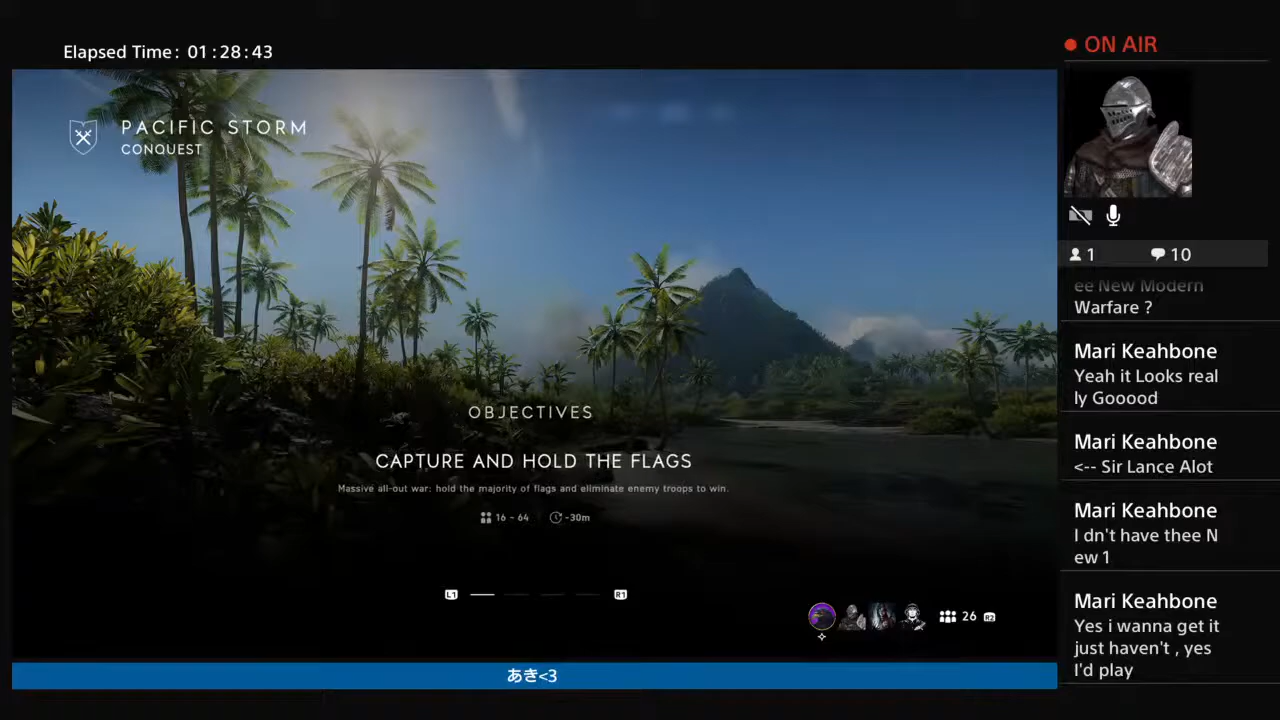 Elapsed Time: 01:28:43
ON AIR
PACIFIC STORM
CONQUEST
1
10
ee New Modern
Warfare ?
Mari Keahbone
Yeah it Looks real
ly Gooood
Mari Keahbone
<-- Sir Lance Alot
Mari Keahbone
I dn't have thee N
ew 1
Mari Keahbone
Yes i wanna get it
just haven't , yes
I'd play
OBJECTIVES
CAPTURE AND HOLD THE FLAGS
Massive all-out war: hold the majority of flags and eliminate enemy troops to win.
16 - 64
~30m
L1
R1
26
R2
あき<3